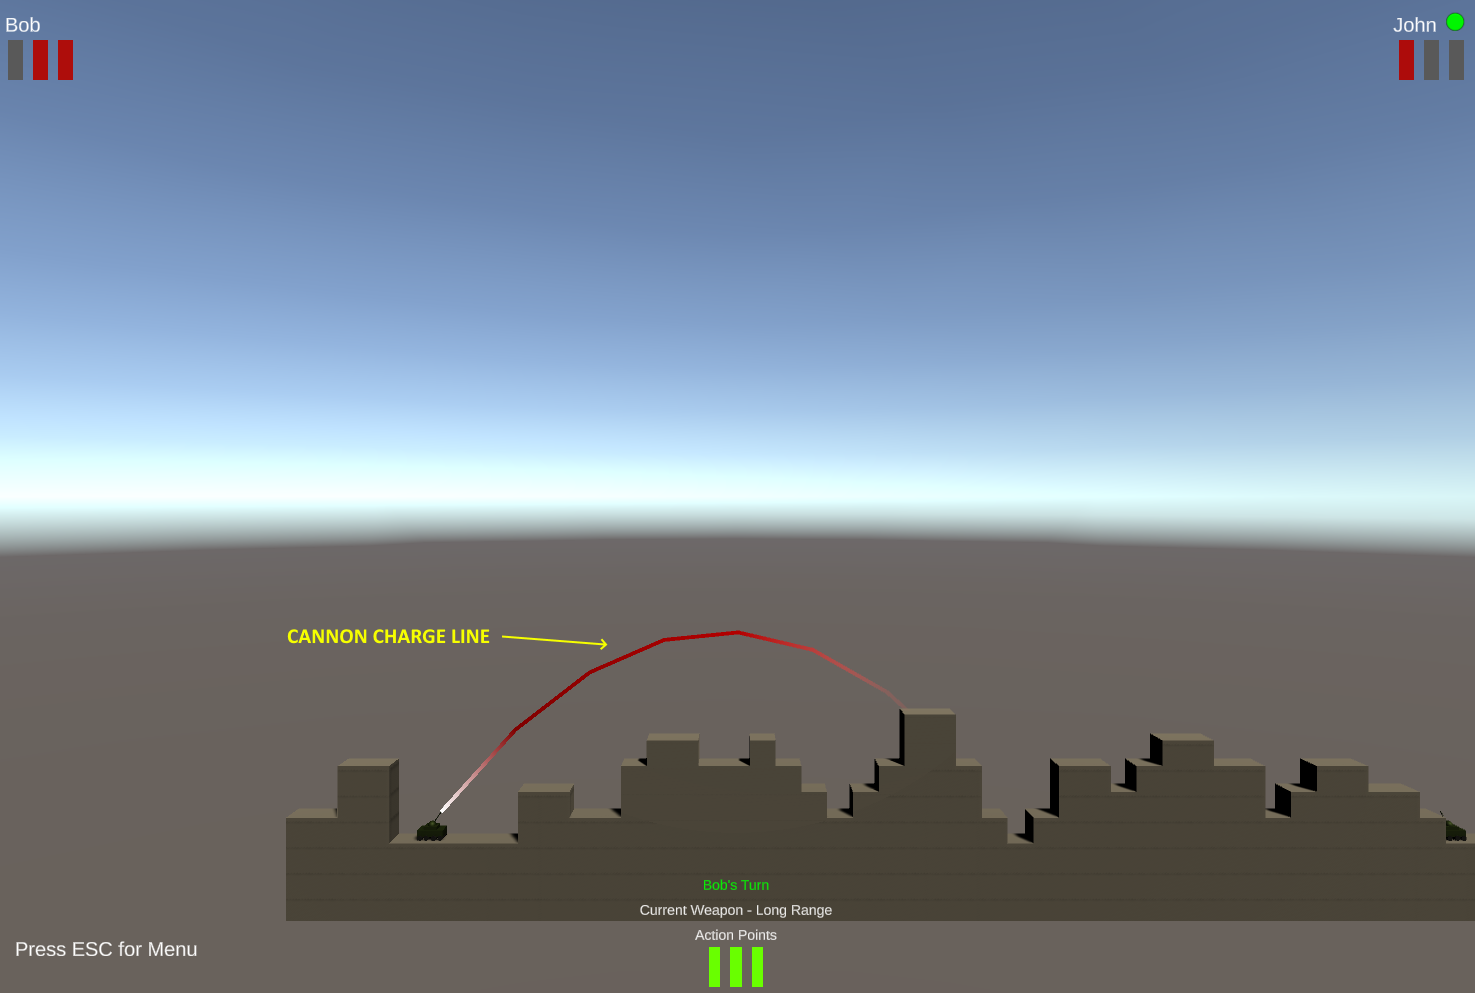 Bob
John
CANNON CHARGE LINE
Bob's Turn
Current Weapon - Long Range
Action Points
Press ESC for Menu